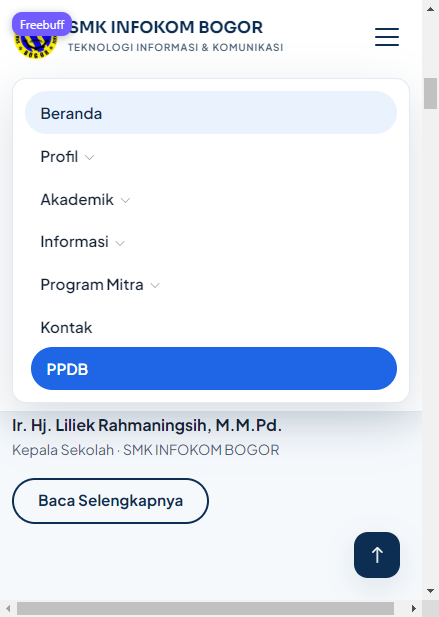 Freebuff
SMK INFOKOM BOGOR
TEKNOLOGI INFORMASI & KOMUNIKASI
Beranda
Profil
Akademik
Informasi
Program Mitra
Kontak
PPDB
Ir. Hj. Liliek Rahmaningsih, M.M.Pd.
Kepala Sekolah · SMK INFOKOM BOGOR
Baca Selengkapnya